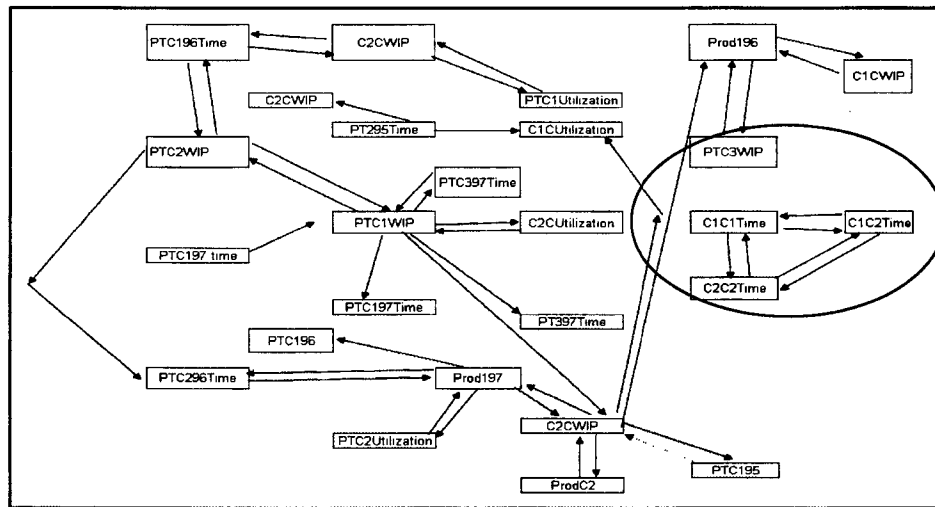 PTC196Time
C2CWIP
Prod196
C1CWIP
C2CWIP
PTC1Utilization
PT295Time
C1CUtilization
PTC2WIP
PTC3WIP
PTC397Time
PTC1WIP
C2CUtilization
C1C1Time
C1C2Time
PTC197 time
C2C2Time
PTC197Time
PT397Time
PTC196
PTC296Time
Prod197
C2CWIP
PTC2Utilization
PTC195
ProdC2